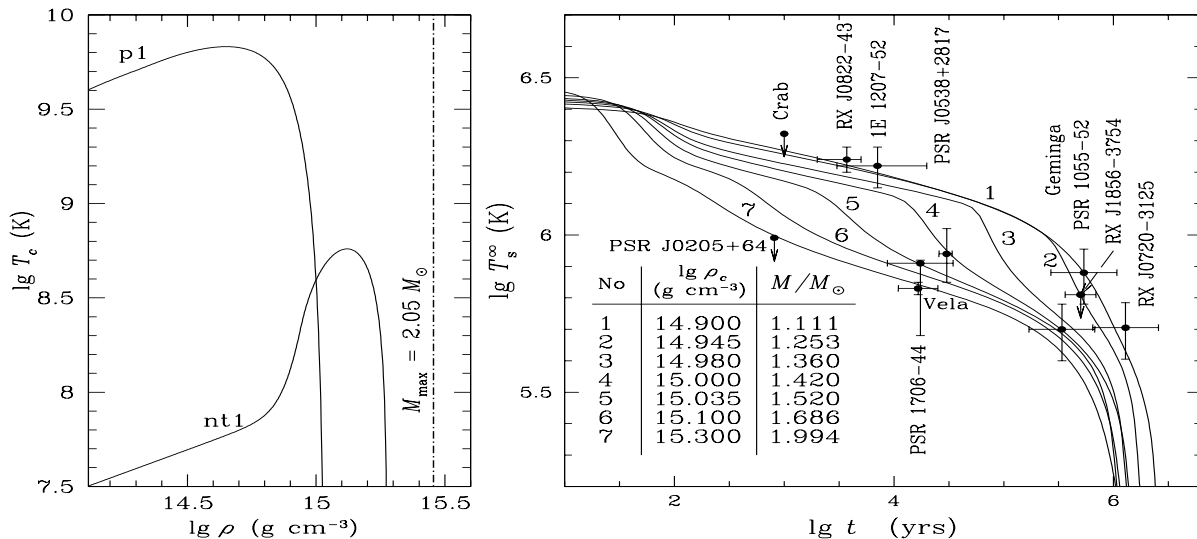 10
9.5
9
8.5
8
7.5
lg T_c (K)
p1
nt1
M_max = 2.05 M_⊙
14.5
15
15.5
lg ρ (g cm⁻³)
6.5
6
5.5
lg T_s^∞ (K)
Crab
RX J0822-43
1E 1207-52
PSR J0538+2817
Geminga
PSR 1055-52
RX J1856-3754
RX J0720-3125
1
2
3
4
5
6
7
PSR J0205+64
Vela
PSR 1706-44
No lg ρ_c (g cm⁻³) M/M_⊙
1 14.900 1.111
2 14.945 1.253
3 14.980 1.360
4 15.000 1.420
5 15.035 1.520
6 15.100 1.686
7 15.300 1.994
2
3
4
5
6
lg t (yrs)